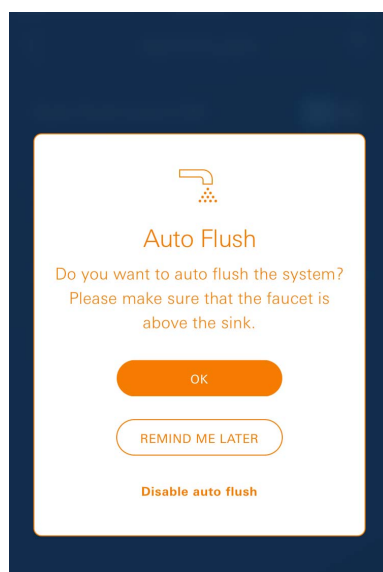 Auto Flush
Do you want to auto flush the system?
Please make sure that the faucet is
above the sink.
OK
REMIND ME LATER
Disable auto flush